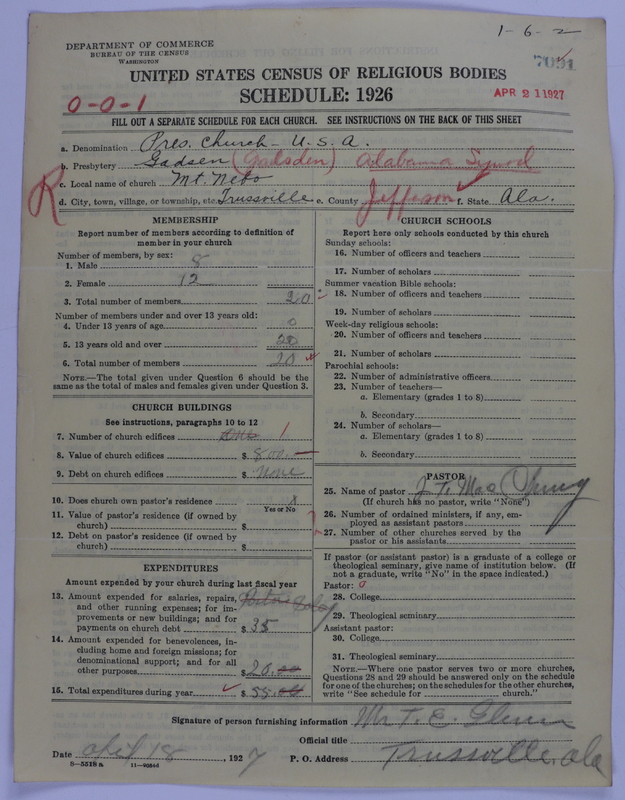 1-6-2
DEPARTMENT OF COMMERCE
BUREAU OF THE CENSUS
WASHINGTON
7051
UNITED STATES CENSUS OF RELIGIOUS BODIES
SCHEDULE: 1926
APR 21 1927
0-0-1
FILL OUT A SEPARATE SCHEDULE FOR EACH CHURCH. SEE INSTRUCTIONS ON THE BACK OF THIS SHEET
a. Denomination Pres. Church - U.S.A.
b. Presbytery Gadsen (Gadsden) Alabama Synod
c. Local name of church Mt. Nebo
R
d. City, town, village, or township, etc. Trussville e. County Jefferson f. State Ala.
MEMBERSHIP
Report number of members according to definition of
member in your church
Number of members, by sex:
1. Male 8
2. Female 12
3. Total number of members 20
Number of members under and over 13 years old:
4. Under 13 years of age 0
5. 13 years old and over 20
6. Total number of members 20
NOTE.—The total given under Question 6 should be the
same as the total of males and females given under Question 3.
CHURCH BUILDINGS
See instructions, paragraphs 10 to 12
7. Number of church edifices One 1
8. Value of church edifices $ 800.—
9. Debt on church edifices $ None
10. Does church own pastor's residence x
Yes or No
11. Value of pastor's residence (if owned by
church) $
12. Debt on pastor's residence (if owned by
church) $
EXPENDITURES
Amount expended by your church during last fiscal year
13. Amount expended for salaries, repairs,
and other running expenses; for im-
provements or new buildings; and for
payments on church debt $ 35
14. Amount expended for benevolences, in-
cluding home and foreign missions; for
denominational support; and for all
other purposes $ 20.00
15. Total expenditures during year $ 55.00
CHURCH SCHOOLS
Report here only schools conducted by this church
Sunday schools:
16. Number of officers and teachers
17. Number of scholars
Summer vacation Bible schools:
18. Number of officers and teachers
19. Number of scholars
Week-day religious schools:
20. Number of officers and teachers
21. Number of scholars
Parochial schools:
22. Number of administrative officers
23. Number of teachers—
a. Elementary (grades 1 to 8)
b. Secondary
24. Number of scholars—
a. Elementary (grades 1 to 8)
b. Secondary
PASTOR
25. Name of pastor J. T.
(If church has no pastor, write "None")
26. Number of ordained ministers, if any, em-
ployed as assistant pastors
27. Number of other churches served by the
pastor or his assistants
If pastor (or assistant pastor) is a graduate of a college or
theological seminary, give name of institution below. (If
not a graduate, write "No" in the space indicated.)
Pastor: 0
28. College
29. Theological seminary
Assistant pastor:
30. College
31. Theological seminary
NOTE.—Where one pastor serves two or more churches,
Questions 28 and 29 should be answered only on the schedule
for one of the churches; on the schedules for the other churches,
write "See schedule for church."
Signature of person furnishing information Mr T. E. Glenn
Official title
Date April 18, 1927 P. O. Address Trussville, Ala
9-5518 a